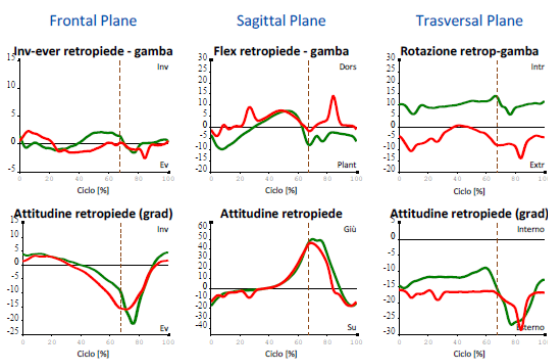 Frontal Plane
Sagittal Plane
Trasversal Plane
Inv-ever retropiede - gamba
Flex retropiede - gamba
Rotazione retrop-gamba
15
10
5
0
-5
Inv
Ev
0 20 40 60 80 100
Ciclo [%]
30
25
20
15
10
5
0
-5
-10
-15
-20
Dors
Plant
0 20 40 60 80 100
Ciclo [%]
30
25
20
15
10
5
0
-5
-10
-15
-20
Intr
Extr
0 20 40 60 80 100
Ciclo [%]
Attitudine retropiede (grad)
Attitudine retropiede
Attitudine retropiede (grad)
15
10
5
0
-5
-10
-15
-20
-25
Inv
Ev
0 20 40 60 80 100
Ciclo [%]
60
50
40
30
20
10
0
-10
-20
-30
-40
Giù
Su
0 20 40 60 80 100
Ciclo [%]
5
0
-5
-10
-15
-20
-25
-30
Interno
Esterno
0 20 40 60 80 100
Ciclo [%]